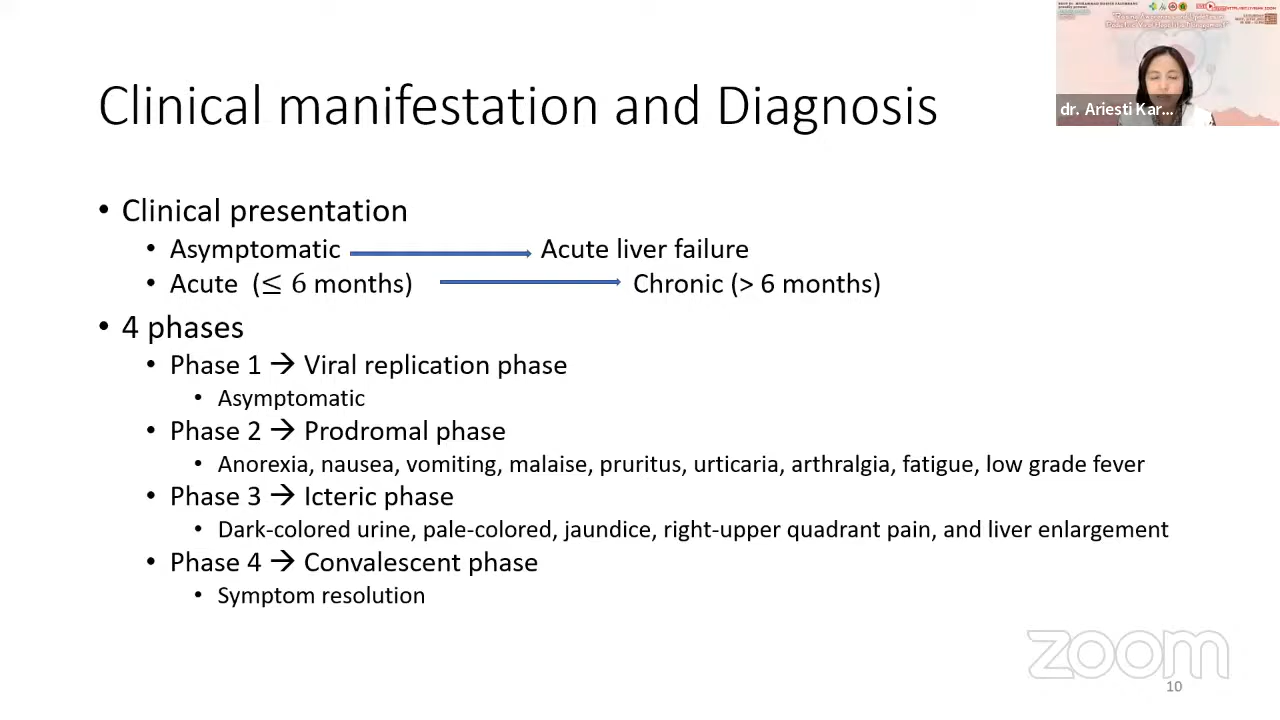 Clinical manifestation and Diagnosis
dr. Ariesti Kar...
• Clinical presentation
• Asymptomatic Acute liver failure
• Acute (≤ 6 months) Chronic (> 6 months)
• 4 phases
• Phase 1 → Viral replication phase
• Asymptomatic
• Phase 2 → Prodromal phase
• Anorexia, nausea, vomiting, malaise, pruritus, urticaria, arthralgia, fatigue, low grade fever
• Phase 3 → Icteric phase
• Dark-colored urine, pale-colored, jaundice, right-upper quadrant pain, and liver enlargement
• Phase 4 → Convalescent phase
• Symptom resolution
zoom
10